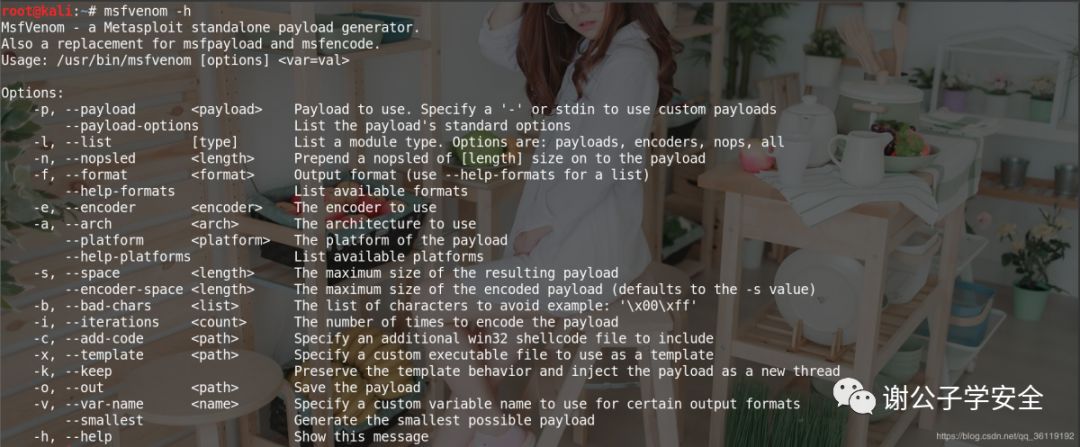 root@kali:~# msfvenom -h
MsfVenom - a Metasploit standalone payload generator.
Also a replacement for msfpayload and msfencode.
Usage: /usr/bin/msfvenom [options] <var=val>

Options:
    -p, --payload       <payload>    Payload to use. Specify a '-' or stdin to use custom payloads
        --payload-options            List the payload's standard options
    -l, --list          [type]       List a module type. Options are: payloads, encoders, nops, all
    -n, --nopsled       <length>     Prepend a nopsled of [length] size on to the payload
    -f, --format        <format>     Output format (use --help-formats for a list)
        --help-formats               List available formats
    -e, --encoder       <encoder>    The encoder to use
    -a, --arch          <arch>       The architecture to use
        --platform      <platform>   The platform of the payload
        --help-platforms             List available platforms
    -s, --space         <length>     The maximum size of the resulting payload
        --encoder-space <length>     The maximum size of the encoded payload (defaults to the -s value)
    -b, --bad-chars     <list>       The list of characters to avoid example: '\x00\xff'
    -i, --iterations    <count>      The number of times to encode the payload
    -c, --add-code      <path>       Specify an additional win32 shellcode file to include
    -x, --template      <path>       Specify a custom executable file to use as a template
    -k, --keep                       Preserve the template behavior and inject the payload as a new thread
    -o, --out           <path>       Save the payload
    -v, --var-name      <name>       Specify a custom variable name to use for certain output formats
        --smallest                   Generate the smallest possible payload
    -h, --help                       Show this message
谢公子学安全
https://blog.csdn.net/qq_36119192